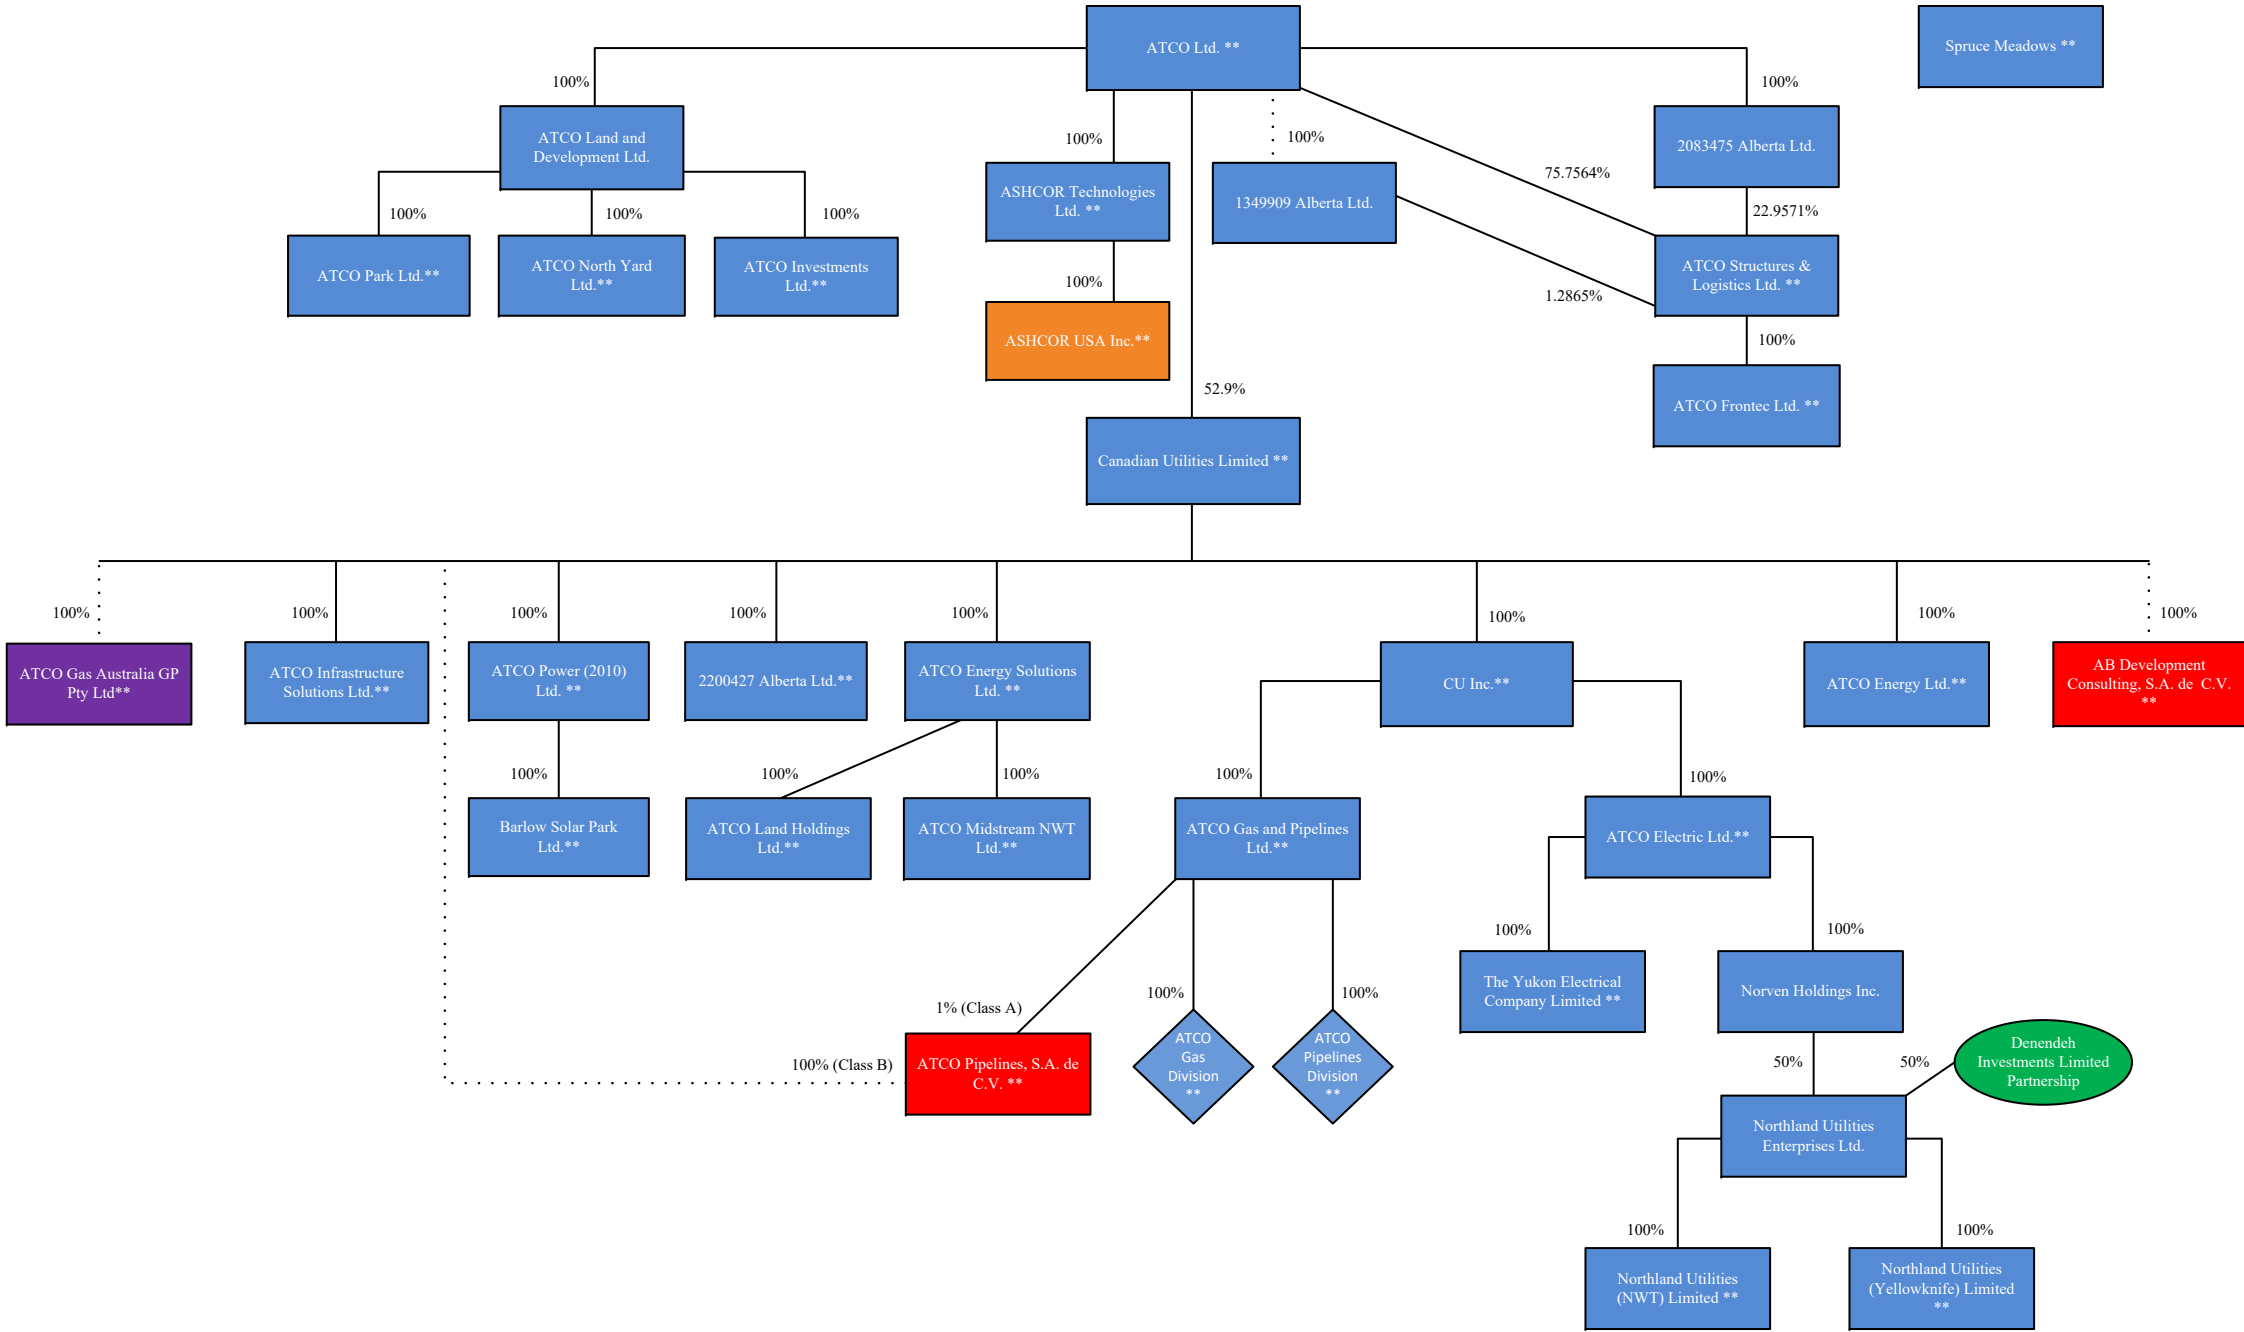 ATCO Ltd. **
Spruce Meadows **
100%
100%
ATCO Land and
Development Ltd.
100%
100%
2083475 Alberta Ltd.
75.7564%
ASHCOR Technologies
Ltd. **
1349909 Alberta Ltd.
100%
100%
100%
22.9571%
ATCO Park Ltd.**
ATCO North Yard
Ltd.**
ATCO Investments
Ltd.**
100%
1.2865%
ATCO Structures &
Logistics Ltd. **
ASHCOR USA Inc.**
100%
52.9%
ATCO Frontec Ltd. **
Canadian Utilities Limited **
100%
100%
100%
100%
100%
100%
100%
100%
ATCO Gas Australia GP
Pty Ltd**
ATCO Infrastructure
Solutions Ltd.**
ATCO Power (2010)
Ltd. **
2200427 Alberta Ltd.**
ATCO Energy Solutions
Ltd. **
CU Inc.**
ATCO Energy Ltd.**
AB Development
Consulting, S.A. de  C.V.
**
100%
100%
100%
100%
100%
Barlow Solar Park
Ltd.**
ATCO Land Holdings
Ltd.**
ATCO Midstream NWT
Ltd.**
ATCO Gas and Pipelines
Ltd.**
ATCO Electric Ltd.**
100%
100%
1% (Class A)
100%
100%
The Yukon Electrical
Company Limited **
Norven Holdings Inc.
100% (Class B)
ATCO Pipelines, S.A. de
C.V. **
ATCO
Gas
Division
**
ATCO
Pipelines
Division
**
50%
50%
Denendeh
Investments Limited
Partnership
Northland Utilities
Enterprises Ltd.
100%
100%
Northland Utilities
(NWT) Limited **
Northland Utilities
(Yellowknife) Limited
**